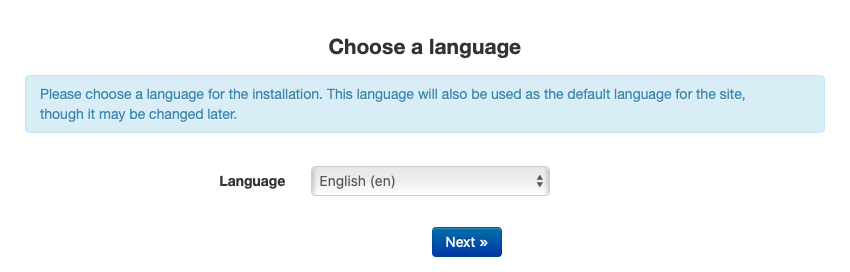 Choose a language
Please choose a language for the installation. This language will also be used as the default language for the site,
though it may be changed later.
Language English (en)
Next »